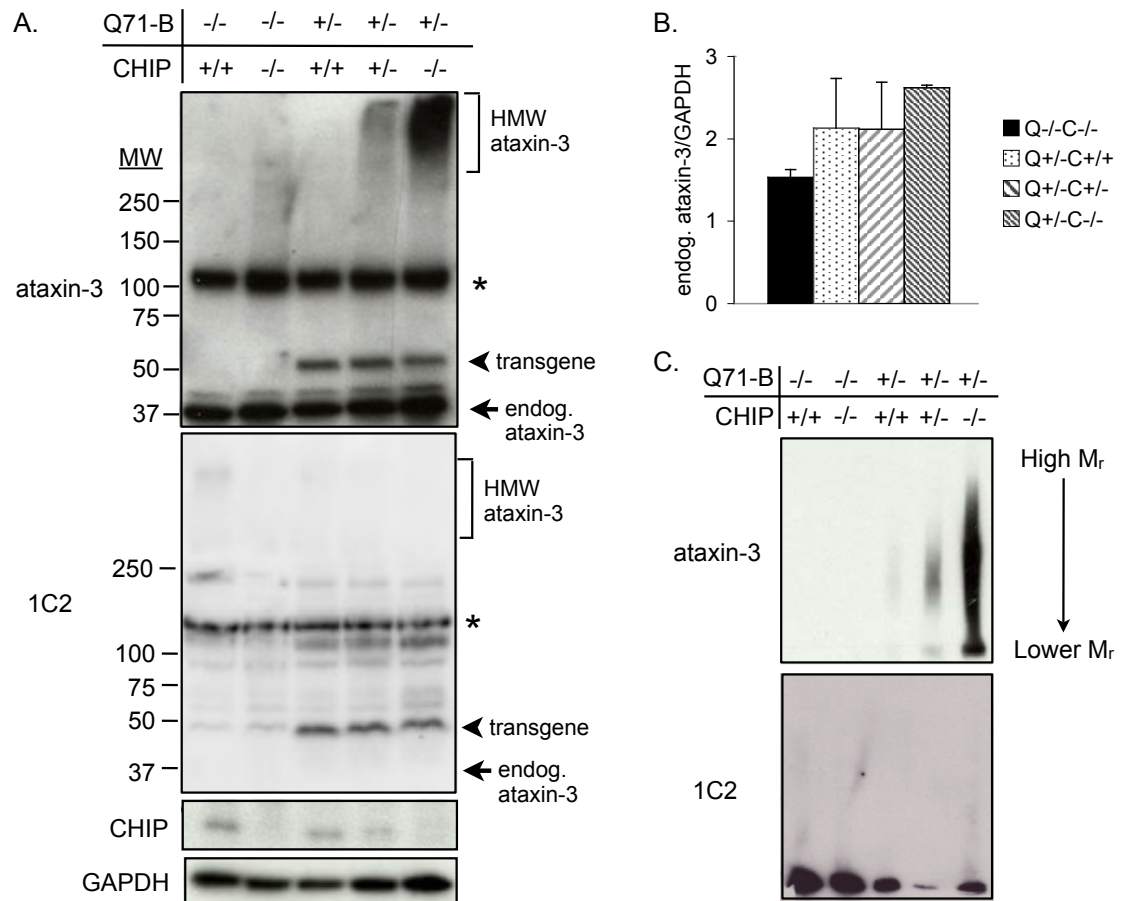 A.
Q71-B -/- -/- +/- +/- +/-
CHIP +/+ -/- +/+ +/- -/-
HMW
ataxin-3
MW
250
150
100
75
50
37
ataxin-3
*
transgene
endog.
ataxin-3
HMW
ataxin-3
250
100
75
50
37
1C2
*
transgene
endog.
ataxin-3
CHIP
GAPDH
B.
endog. ataxin-3/GAPDH
3
2
1
0
Q-/-C-/-
Q+/-C+/+
Q+/-C+/-
Q+/-C-/-
C.
Q71-B -/- -/- +/- +/- +/-
CHIP +/+ -/- +/+ +/- -/-
ataxin-3
High Mr
Lower Mr
1C2